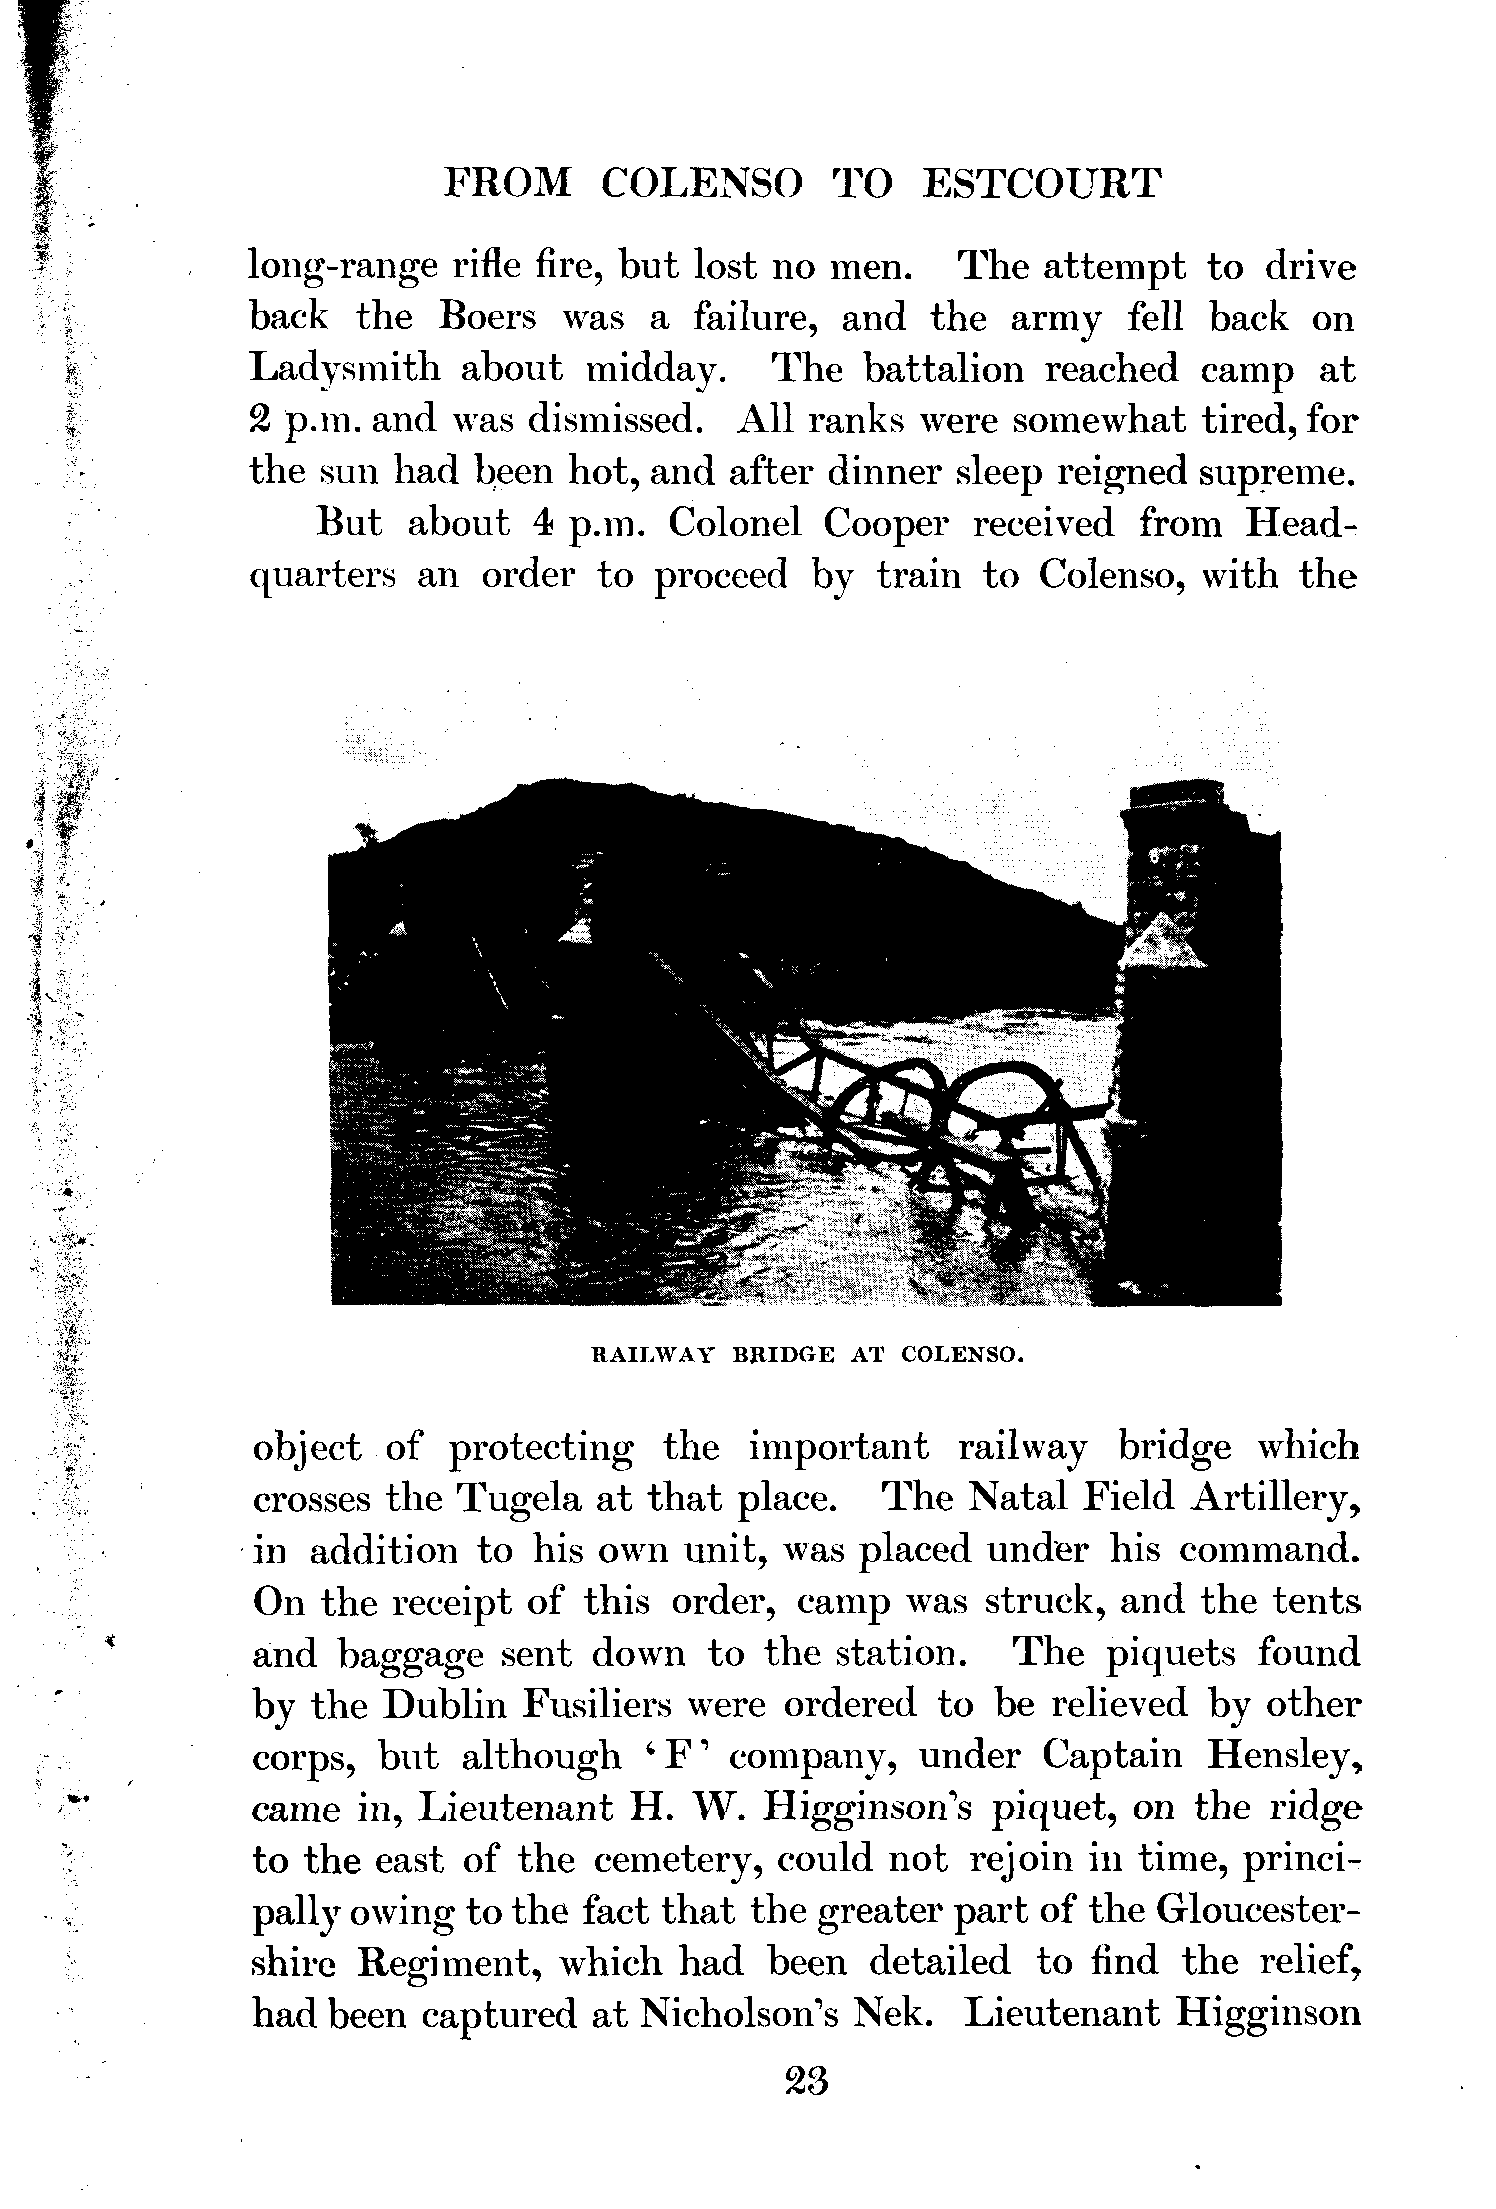 FROM COLENSO TO ESTCOURT
long-range rifle fire, but lost no men. The attempt to drive
back the Boers was a failure, and the army fell back on
Ladysmith about midday. The battalion reached camp at
2 p.m. and was dismissed. All ranks were somewhat tired, for
the sun had been hot, and after dinner sleep reigned supreme.
But about 4 p.m. Colonel Cooper received from Head-
quarters an order to proceed by train to Colenso, with the
RAILWAY BRIDGE AT COLENSO.
object of protecting the important railway bridge which
crosses the Tugela at that place. The Natal Field Artillery,
in addition to his own unit, was placed under his command.
On the receipt of this order, camp was struck, and the tents
and baggage sent down to the station. The piquets found
by the Dublin Fusiliers were ordered to be relieved by other
corps, but although ‘F’ company, under Captain Hensley,
came in, Lieutenant H. W. Higginson's piquet, on the ridge
to the east of the cemetery, could not rejoin in time, princi-
pally owing to the fact that the greater part of the Gloucester-
shire Regiment, which had been detailed to find the relief,
had been captured at Nicholson's Nek. Lieutenant Higginson
23